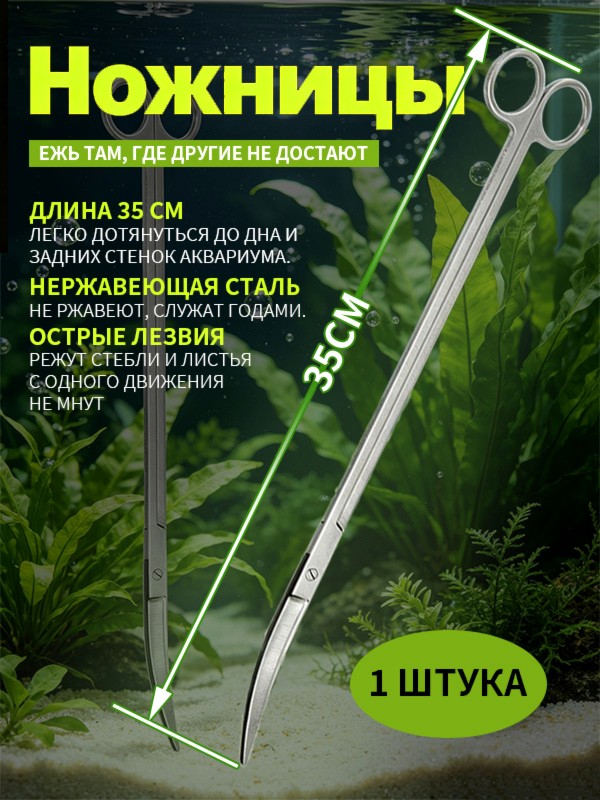 Ножницы
ЕЖЬ ТАМ, ГДЕ ДРУГИЕ НЕ ДОСТАЮТ
ДЛИНА 35 СМ
ЛЕГКО ДОТЯНУТЬСЯ ДО ДНА И
ЗАДНИХ СТЕНОК АКВАРИУМА.
НЕРЖАВЕЮЩАЯ СТАЛЬ
НЕ РЖАВЕЮТ, СЛУЖАТ ГОДАМИ.
ОСТРЫЕ ЛЕЗВИЯ
РЕЖУТ СТЕБЛИ И ЛИСТЬЯ
С ОДНОГО ДВИЖЕНИЯ
НЕ МНУТ
35СМ
1 ШТУКА